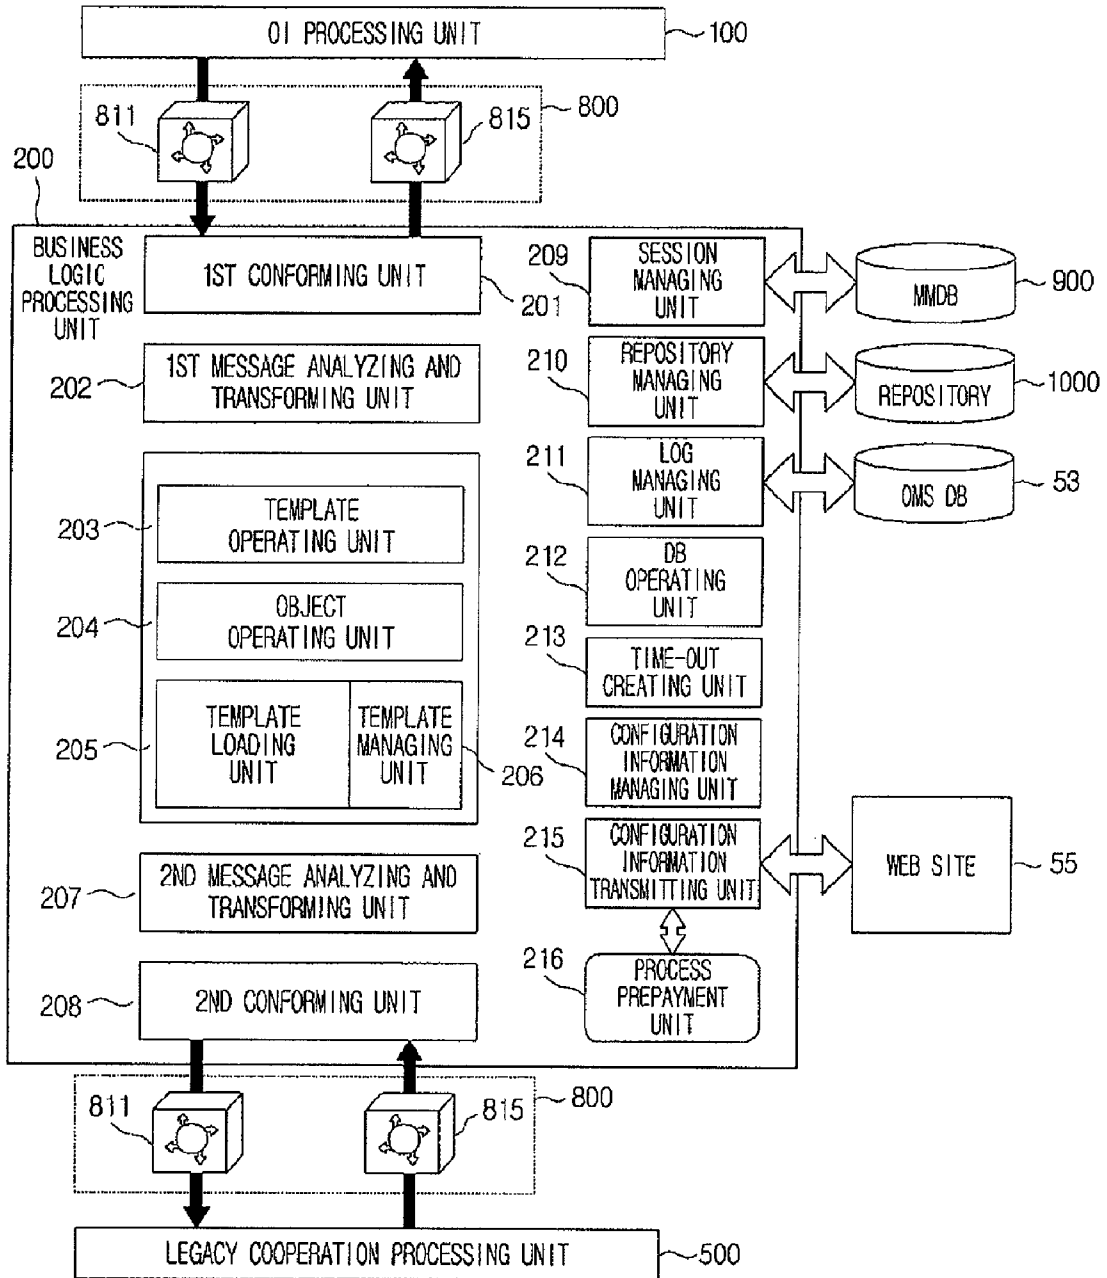 OI PROCESSING UNIT
100
800
811
815
200
BUSINESS
LOGIC
PROCESSING
UNIT
1ST CONFORMING UNIT
201
1ST MESSAGE ANALYZING AND
TRANSFORMING UNIT
202
203
TEMPLATE
OPERATING UNIT
204
OBJECT
OPERATING UNIT
205
TEMPLATE
LOADING
UNIT
TEMPLATE
MANAGING
UNIT
206
207
2ND MESSAGE ANALYZING AND
TRANSFORMING UNIT
208
2ND CONFORMING UNIT
209
SESSION
MANAGING
UNIT
MMDB
900
210
REPOSITORY
MANAGING
UNIT
REPOSITORY
1000
211
LOG
MANAGING
UNIT
OMS DB
53
212
DB
OPERATING
UNIT
213
TIME-OUT
CREATING UNIT
214
CONFIGURATION
INFORMATION
MANAGING UNIT
215
CONFIGURATION
INFORMATION
TRANSMITTING UNIT
WEB SITE
55
216
PROCESS
PREPAYMENT
UNIT
811
815
800
LEGACY COOPERATION PROCESSING UNIT
500